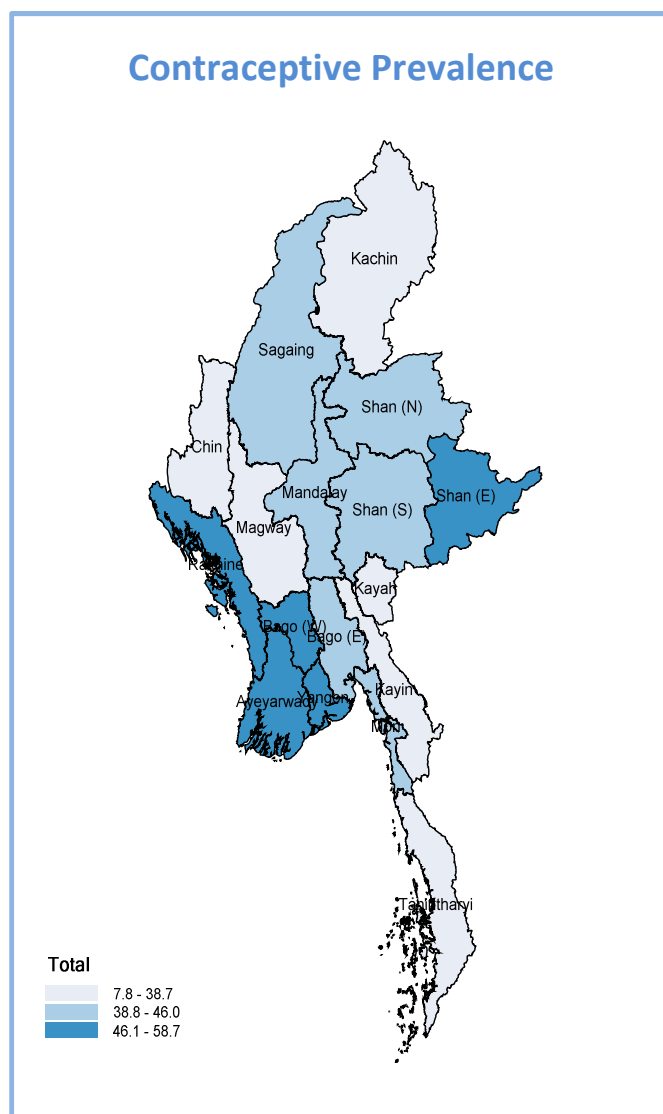 Contraceptive Prevalence
Kachin
Sagaing
Shan (N)
Chin
Mandalay
Shan (E)
Magway
Shan (S)
Rakhine
Kayah
Bago (W)
Bago (E)
Kayin
Ayeyarwady
Yangon
Mon
Tanintharyi
Total
7.8 - 38.7
38.8 - 46.0
46.1 - 58.7